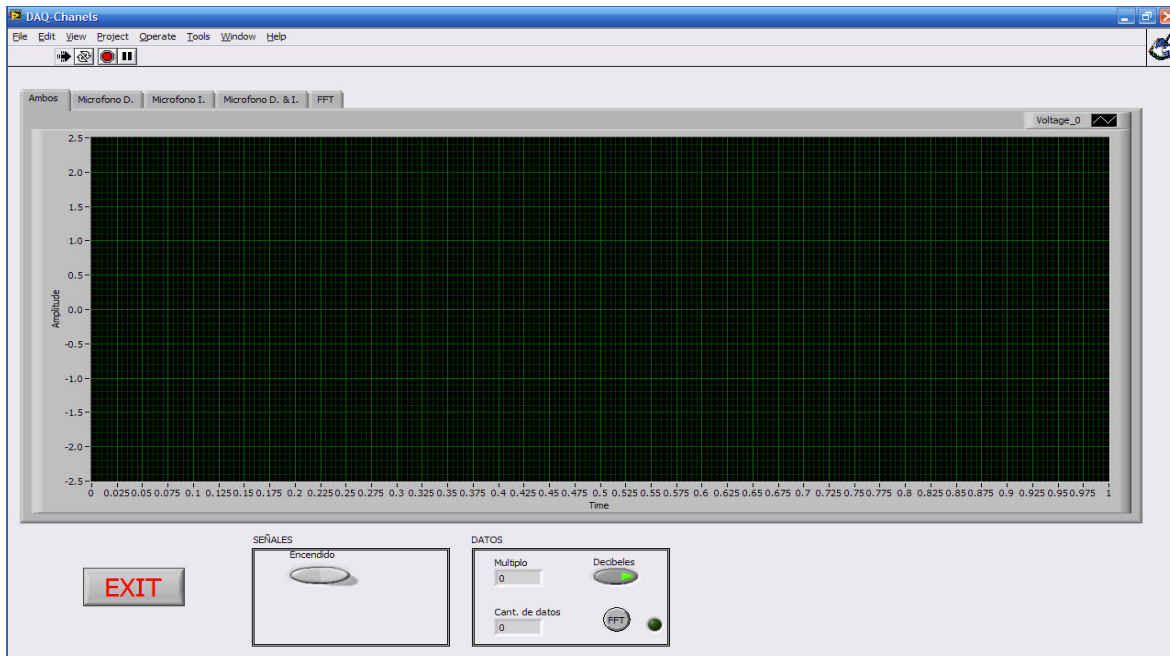 DAQ-Chanels
File Edit View Project Operate Tools Window Help
Ambos Microfono D. Microfono I. Microfono D. & I. FFT
Voltage_0
2.5
2.0
1.5
1.0
0.5
0.0
-0.5
-1.0
-1.5
-2.0
-2.5
Amplitude
0 0.025 0.05 0.075 0.1 0.125 0.15 0.175 0.2 0.225 0.25 0.275 0.3 0.325 0.35 0.375 0.4 0.425 0.45 0.475 0.5 0.525 0.55 0.575 0.6 0.625 0.65 0.675 0.7 0.725 0.75 0.775 0.8 0.825 0.85 0.875 0.9 0.925 0.95 0.975 1
Time
EXIT
SEÑALES
Encendido
DATOS
Multiplo
0
Decibeles
Cant. de datos
0
FFT